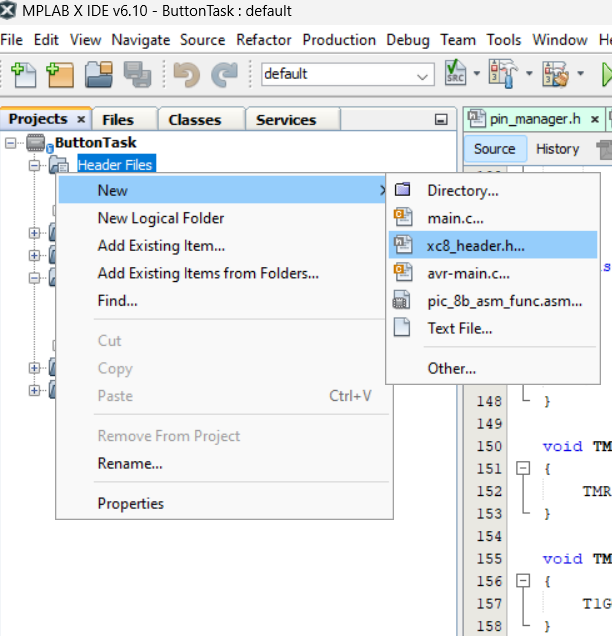 MPLAB X IDE v6.10 - ButtonTask : default
File Edit View Navigate Source Refactor Production Debug Team Tools Window He
default
Projects × Files Classes Services
pin_manager.h ×
Source History
ButtonTask
Header Files
New
New Logical Folder
Add Existing Item...
Add Existing Items from Folders...
Find...
Cut
Copy
Paste Ctrl+V
Remove From Project
Rename...
Properties
Directory...
main.c...
xc8_header.h...
avr-main.c...
pic_8b_asm_func.asm...
Text File...
Other...
s
148 }
149
150 void TM
151 {
152 TMR
153 }
154
155 void TM
156 {
157 T1G
158 }